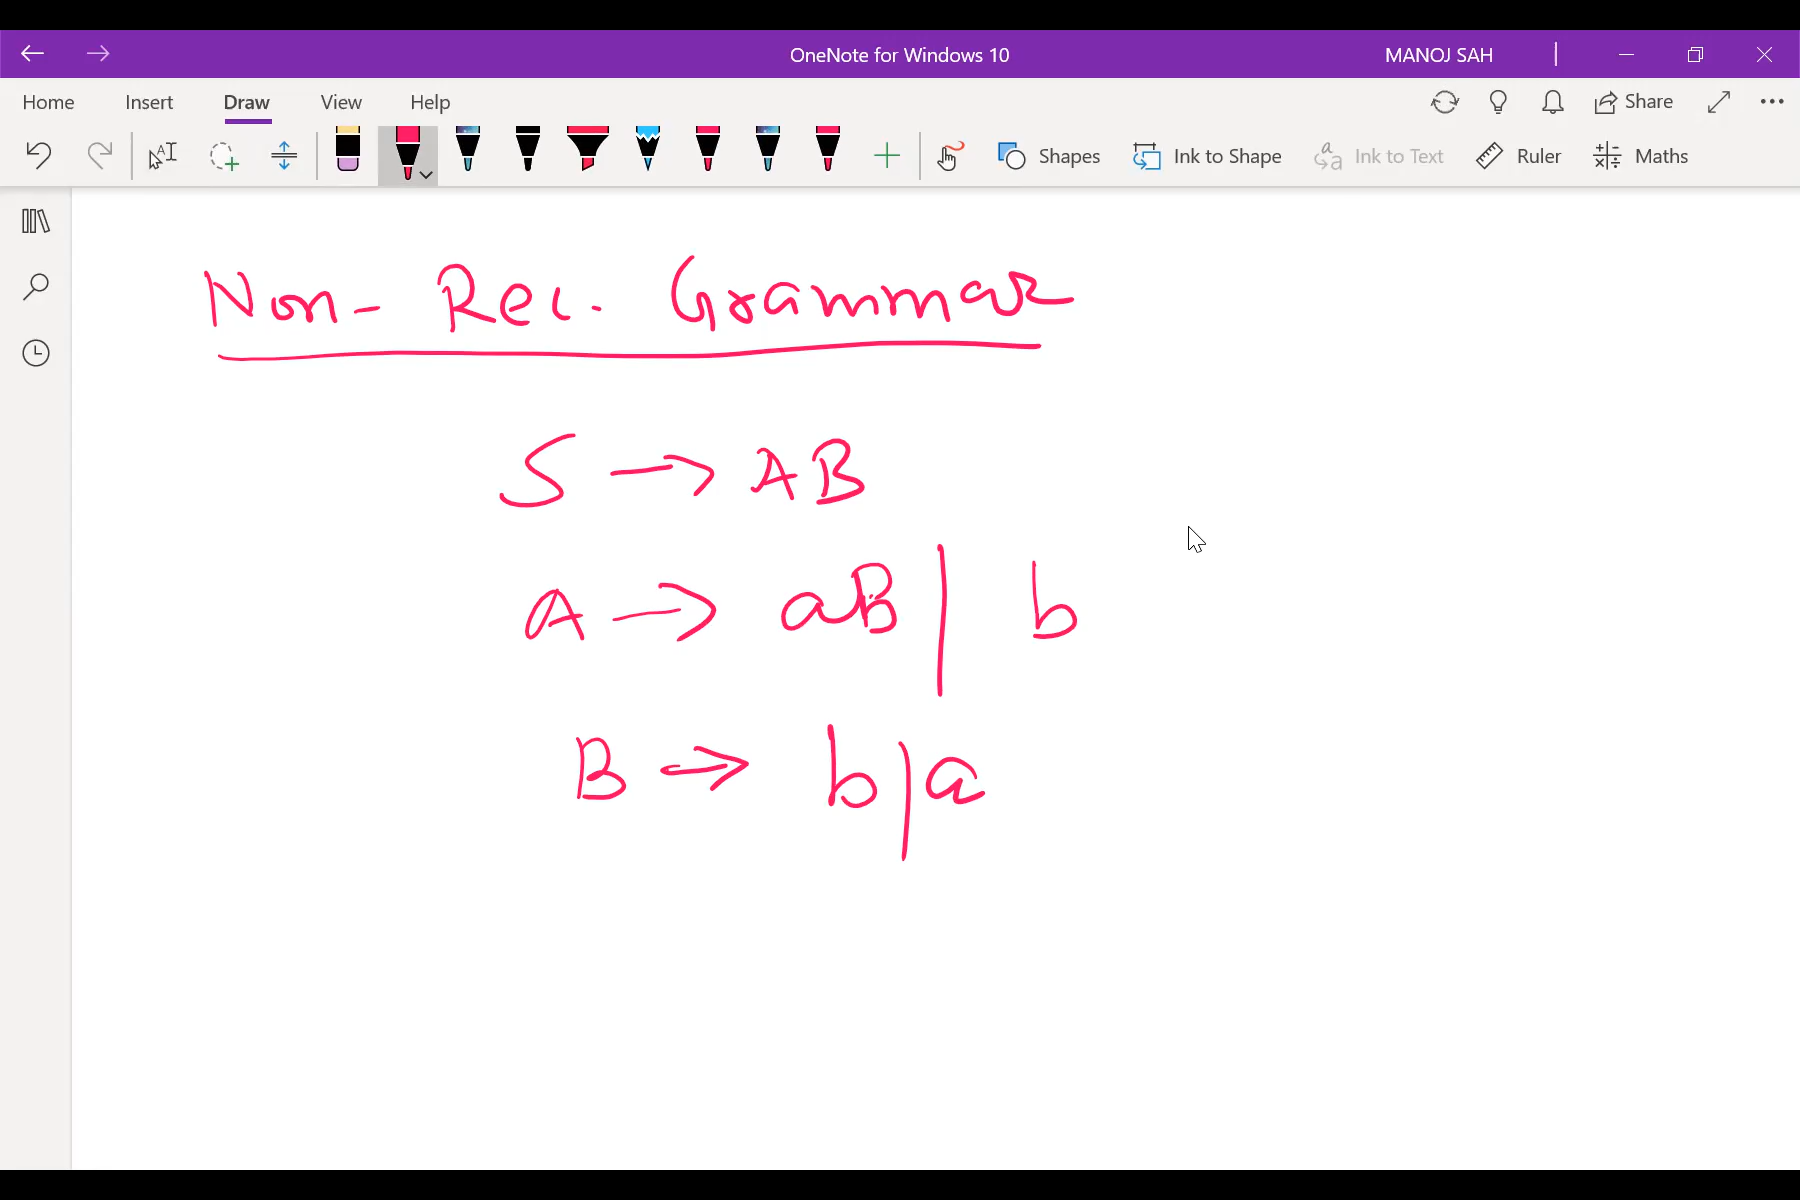 OneNote for Windows 10 MANOJ SAH
Home Insert Draw View Help Share
Shapes Ink to Shape Ink to Text Ruler Maths
Non- Rec. Grammar
S → AB
A → aB | b
B → b|a